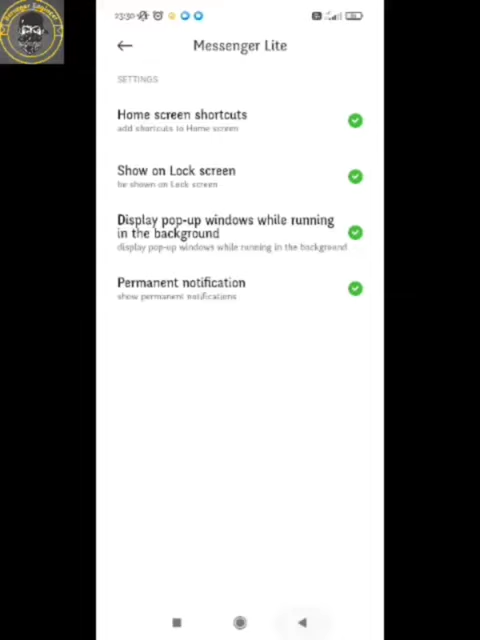 23:30
Messenger Lite
SETTINGS
Home screen shortcuts
add shortcuts to Home screen
Show on Lock screen
be shown on Lock screen
Display pop-up windows while running
in the background
display pop-up windows while running in the background
Permanent notification
show permanent notifications